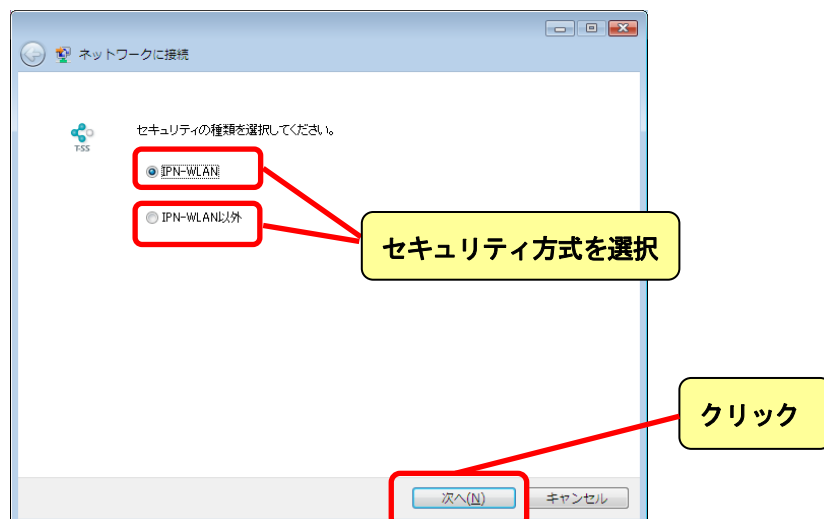 ネットワークに接続
セキュリティの種類を選択してください。
T-SS
IPN-WLAN
IPN-WLAN以外
セキュリティ方式を選択
クリック
次へ(N)
キャンセル